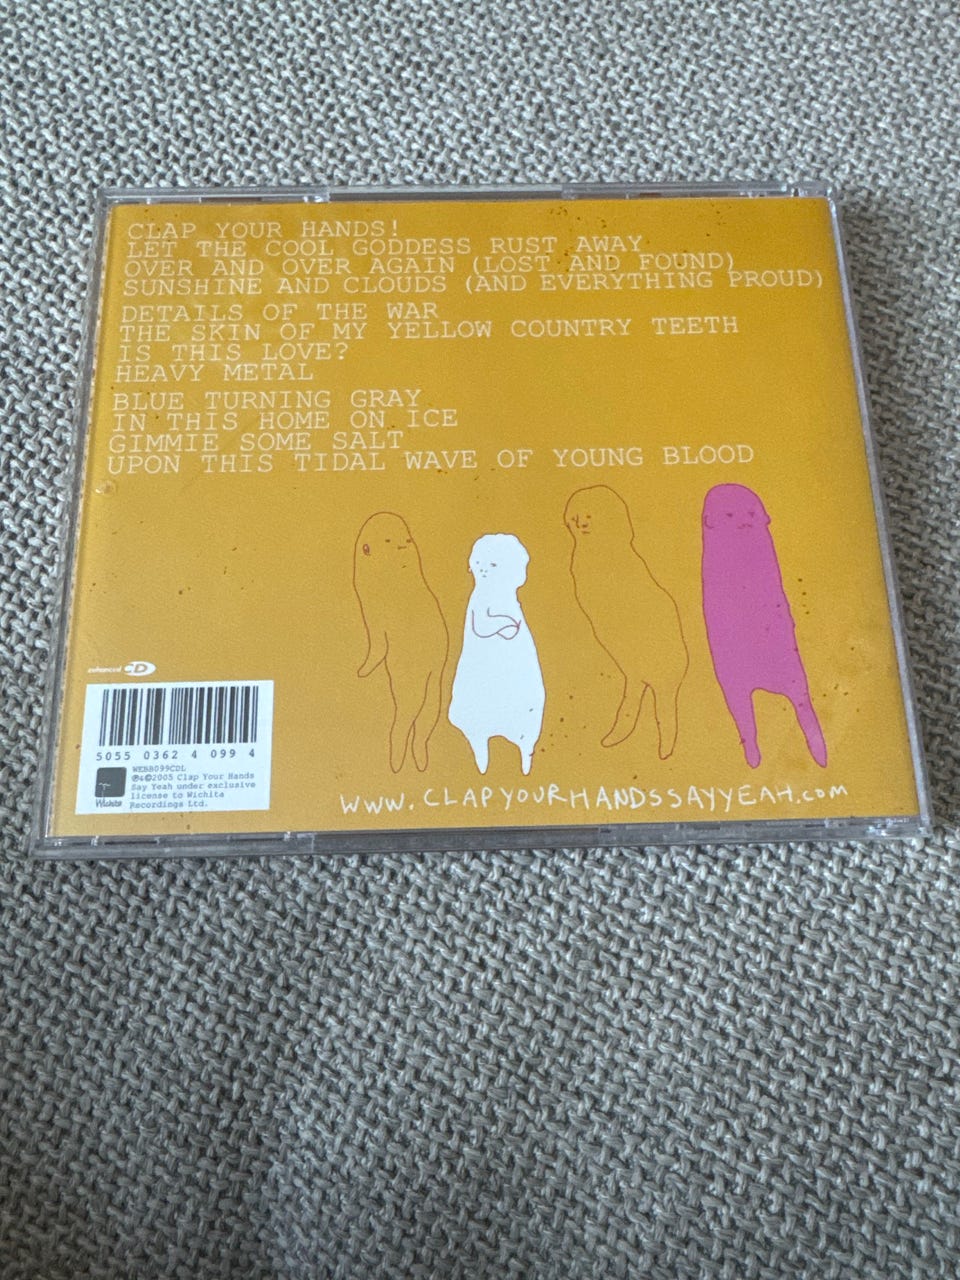 CLAP YOUR HANDS!
LET THE COOL GODDESS RUST AWAY
OVER AND OVER AGAIN (LOST AND FOUND)
SUNSHINE AND CLOUDS (AND EVERYTHING PROUD)
DETAILS OF THE WAR
THE SKIN OF MY YELLOW COUNTRY TEETH
IS THIS LOVE?
HEAVY METAL
BLUE TURNING GRAY
IN THIS HOME ON ICE
GIMMIE SOME SALT
UPON THIS TIDAL WAVE OF YOUNG BLOOD
enhanced CD
5055 0362 4 099 4
WEBB099CDL
℗&©2005 Clap Your Hands
Say Yeah under exclusive
license to Wichita
Recordings Ltd.
Wichita
WWW.CLAPYOURHANDSSAYYEAH.COM